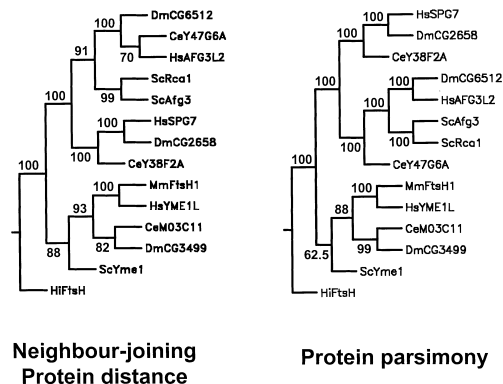 DmCG6512
100
CeY47G6A
91
70
HsAFG3L2
ScRca1
99
ScAfg3
100
HsSPG7
100
DmCG2658
100
CeY38F2A
100
MmFtsH1
100
HsYME1L
93
CeM03C11
82
DmCG3499
88
ScYme1
HiFtsH
Neighbour-joining
Protein distance
HsSPG7
100
DmCG2658
100
CeY38F2A
100
DmCG6512
100
HsAFG3L2
100
ScAfg3
100
ScRca1
100
CeY47G6A
100
MmFtsH1
100
HsYME1L
88
CeM03C11
99
DmCG3499
62.5
ScYme1
HiFtsH
Protein parsimony